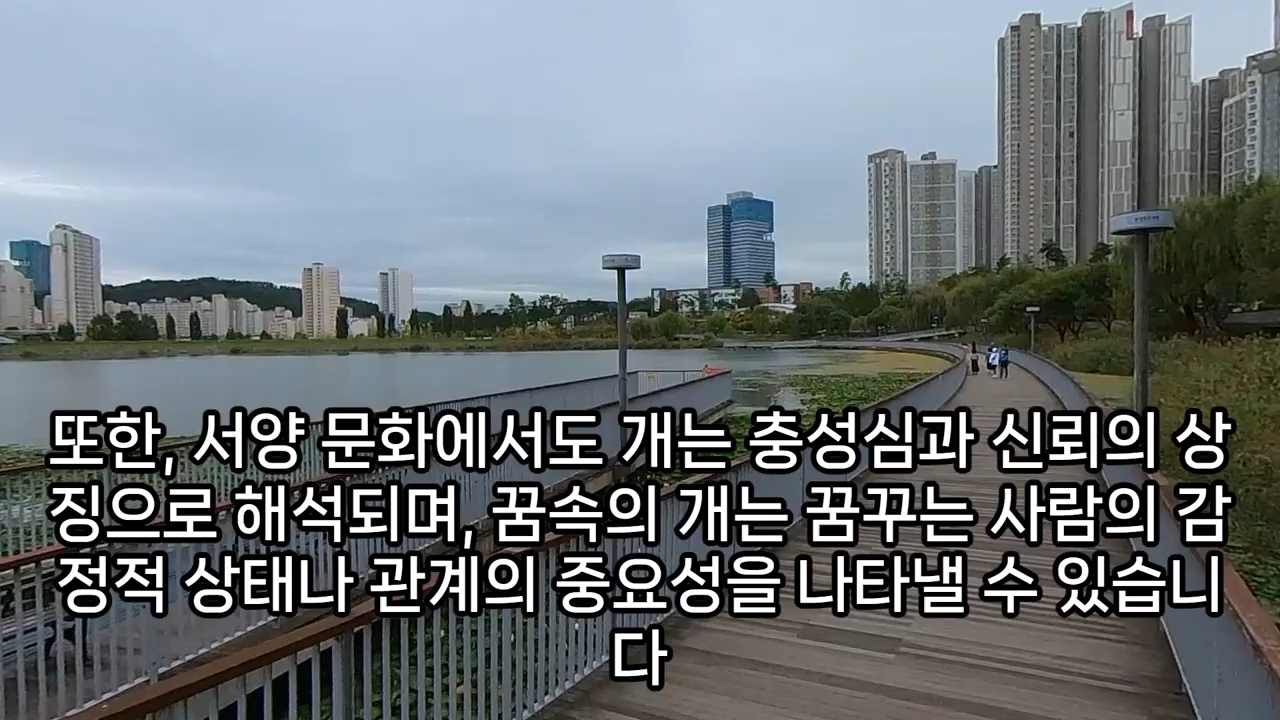 또한, 서양 문화에서도 개는 충성심과 신뢰의 상
징으로 해석되며, 꿈속의 개는 꿈꾸는 사람의 감
정적 상태나 관계의 중요성을 나타낼 수 있습니
다